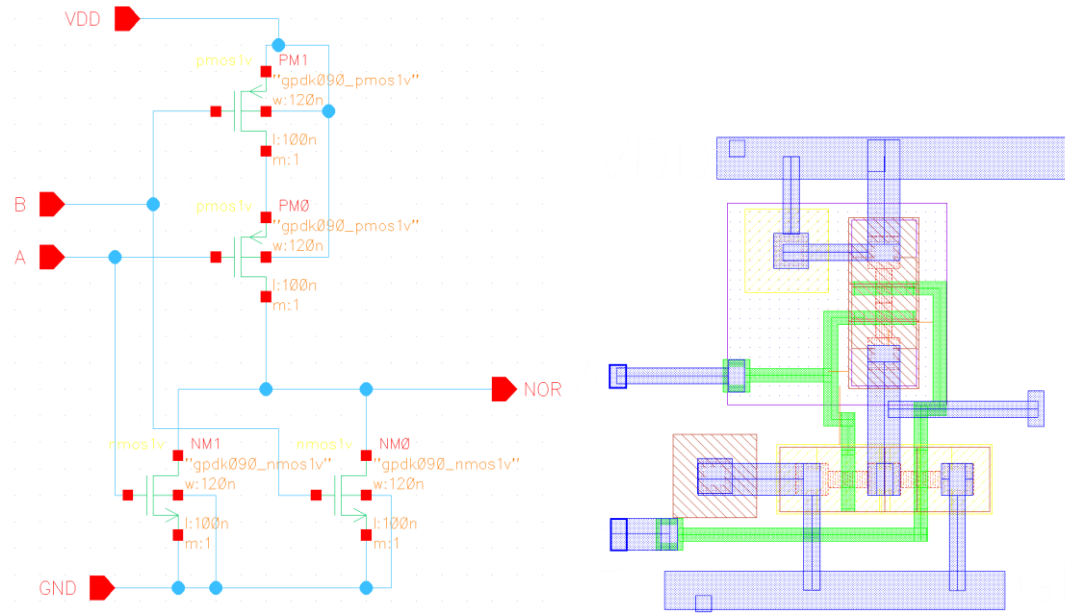 VDD
pmos1v PM1
"gpdk090_pmos1v"
w:120n
l:100n
m:1
B
pmos1v PM0
"gpdk090_pmos1v"
w:120n
A
l:100n
m:1
NOR
nmos1v NM1
"gpdk090_nmos1v"
w:120n
l:100n
m:1
nmos1v NM0
"gpdk090_nmos1v"
w:120n
l:100n
m:1
GND